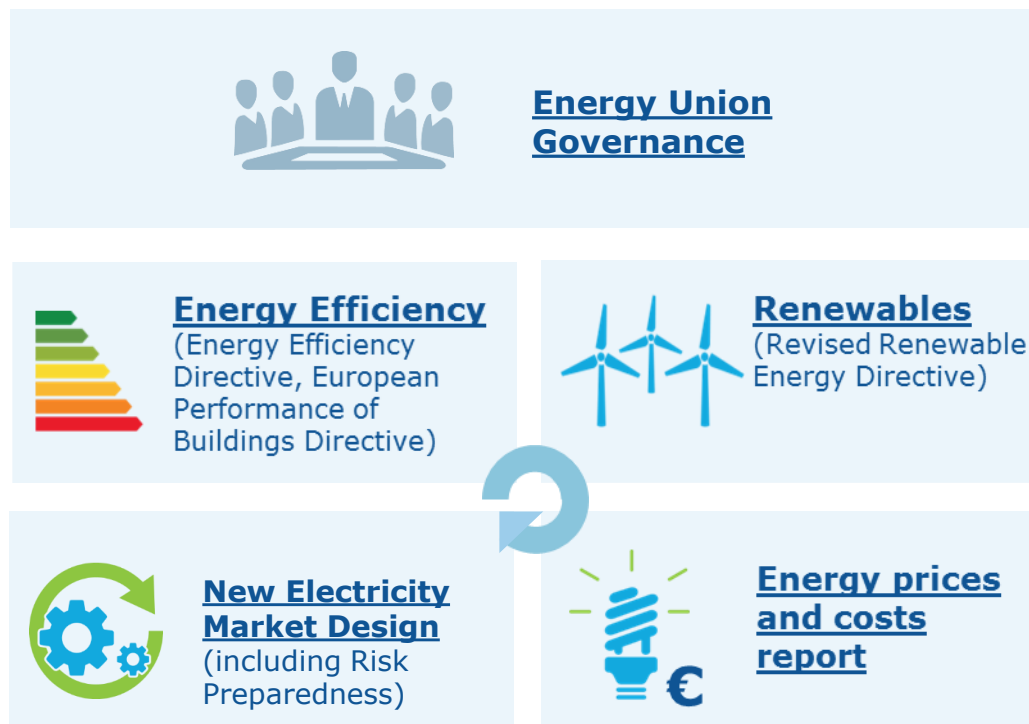 Energy Union
Governance
Energy Efficiency
(Energy Efficiency
Directive, European
Performance of
Buildings Directive)
Renewables
(Revised Renewable
Energy Directive)
New Electricity
Market Design
(including Risk
Preparedness)
Energy prices
and costs
report
€